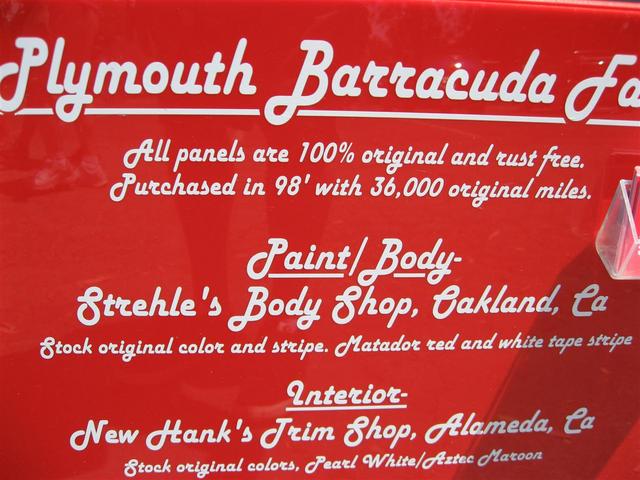 Plymouth Barracuda Fa
All panels are 100% original and rust free.
Purchased in 98' with 36,000 original miles.
Paint/Body-
Strehle's Body Shop, Oakland, Ca
Stock original color and stripe. Matador red and white tape stripe
Interior-
New Hank's Trim Shop, Alameda, Ca
Stock original colors, Pearl White/Aztec Maroon